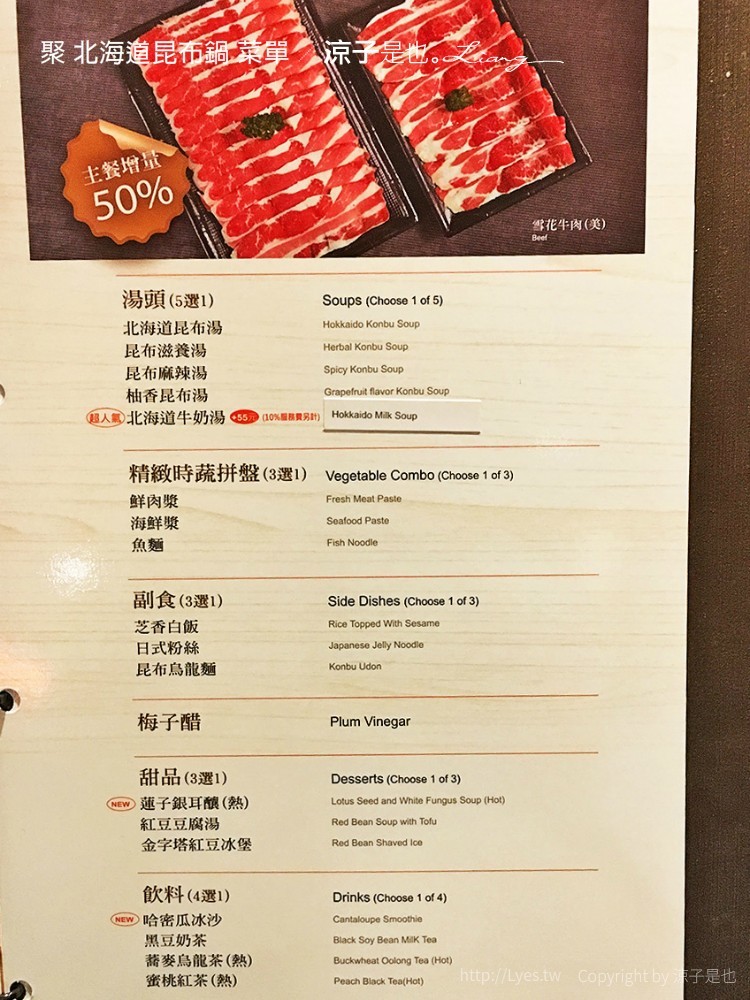 聚 北海道昆布鍋 菜單 涼子是也。Luang
主餐增量
50%
雪花牛肉(美)
Beef
湯頭(5選1) Soups (Choose 1 of 5)
北海道昆布湯 Hokkaido Konbu Soup
昆布滋養湯 Herbal Konbu Soup
昆布麻辣湯 Spicy Konbu Soup
柚香昆布湯 Grapefruit flavor Konbu Soup
超人氣 北海道牛奶湯 +55元 (10%服務費另計) Hokkaido Milk Soup
精緻時蔬拼盤(3選1) Vegetable Combo (Choose 1 of 3)
鮮肉漿 Fresh Meat Paste
海鮮漿 Seafood Paste
魚麵 Fish Noodle
副食(3選1) Side Dishes (Choose 1 of 3)
芝香白飯 Rice Topped With Sesame
日式粉絲 Japanese Jelly Noodle
昆布烏龍麵 Konbu Udon
梅子醋 Plum Vinegar
甜品(3選1) Desserts (Choose 1 of 3)
NEW 蓮子銀耳釀(熱) Lotus Seed and White Fungus Soup (Hot)
紅豆豆腐湯 Red Bean Soup with Tofu
金字塔紅豆冰堡 Red Bean Shaved Ice
飲料(4選1) Drinks (Choose 1 of 4)
NEW 哈密瓜冰沙 Cantaloupe Smoothie
黑豆奶茶 Black Soy Bean MilK Tea
蕎麥烏龍茶(熱) Buckwheat Oolong Tea (Hot)
蜜桃紅茶(熱) Peach Black Tea(Hot)
http://Lyes.tw Copyright by 涼子是也